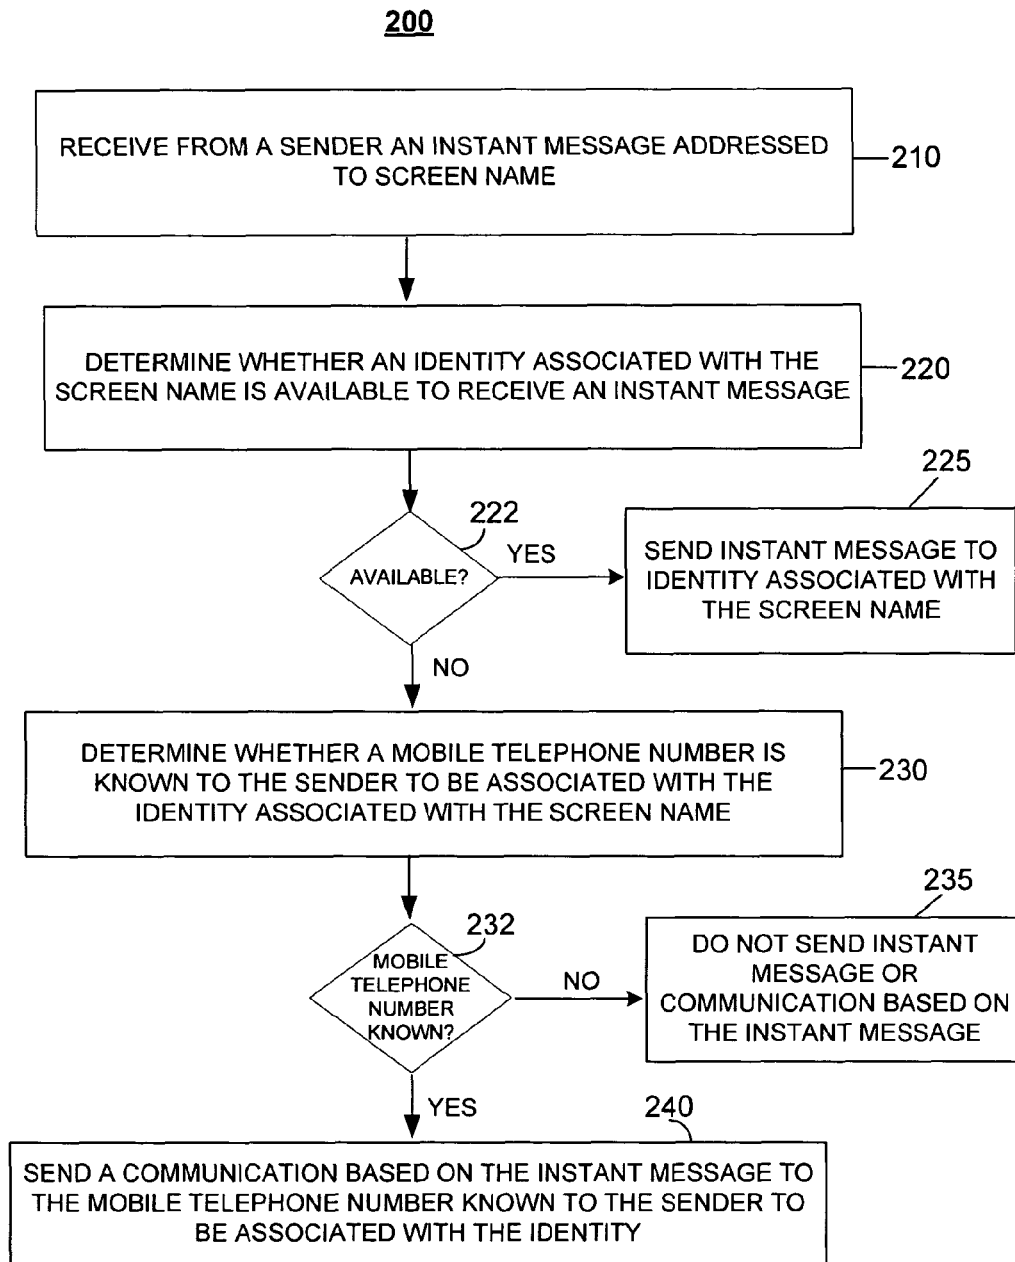 200
RECEIVE FROM A SENDER AN INSTANT MESSAGE ADDRESSED
TO SCREEN NAME
210
DETERMINE WHETHER AN IDENTITY ASSOCIATED WITH THE
SCREEN NAME IS AVAILABLE TO RECEIVE AN INSTANT MESSAGE
220
222
AVAILABLE?
YES
225
SEND INSTANT MESSAGE TO
IDENTITY ASSOCIATED WITH
THE SCREEN NAME
NO
DETERMINE WHETHER A MOBILE TELEPHONE NUMBER IS
KNOWN TO THE SENDER TO BE ASSOCIATED WITH THE
IDENTITY ASSOCIATED WITH THE SCREEN NAME
230
232
MOBILE
TELEPHONE
NUMBER
KNOWN?
NO
235
DO NOT SEND INSTANT
MESSAGE OR
COMMUNICATION BASED ON
THE INSTANT MESSAGE
YES
240
SEND A COMMUNICATION BASED ON THE INSTANT MESSAGE TO
THE MOBILE TELEPHONE NUMBER KNOWN TO THE SENDER TO
BE ASSOCIATED WITH THE IDENTITY